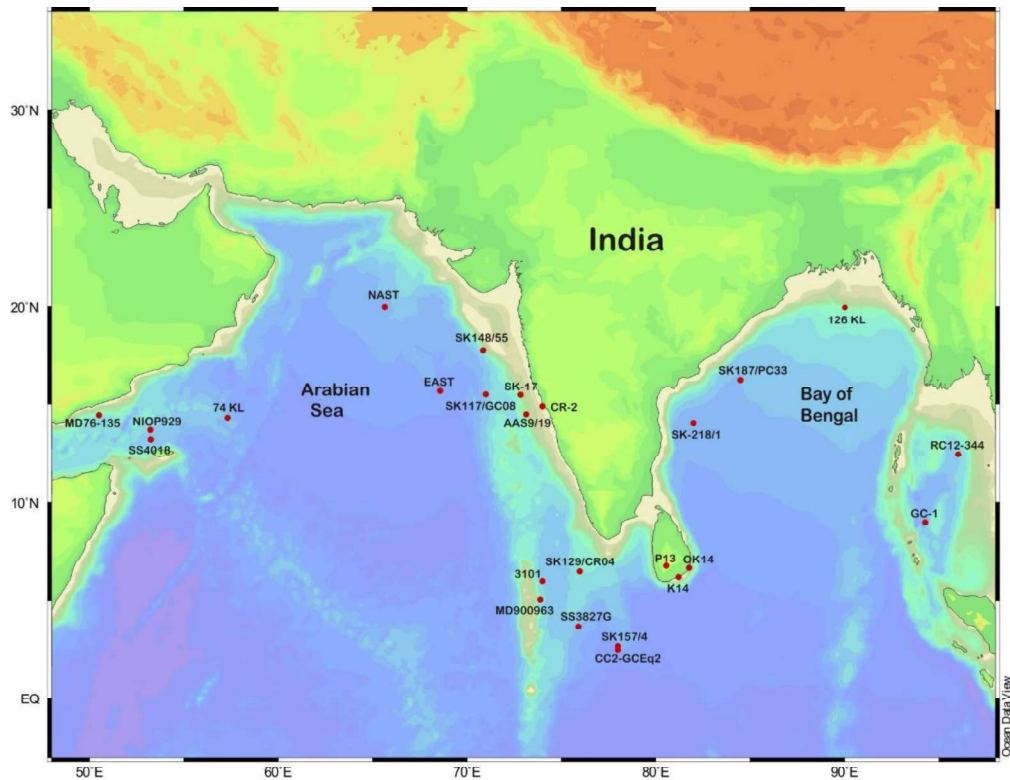 30°N
India
20°N
NAST
126 KL
SK148/55
SK187/PC33
EAST
SK-17
Arabian
Sea
Bay of
Bengal
SK117/GC08
CR-2
74 KL
NIOP929
MD76-135
AAS9/19
SK-218/1
SS4018
RC12-344
10°N
GC-1
SK129/CR04
P13
OK14
3101
K14
MD900963
SS3827G
SK157/4
CC2-GCEq2
EQ
50°E
60°E
70°E
80°E
90°E
Ocean Data View